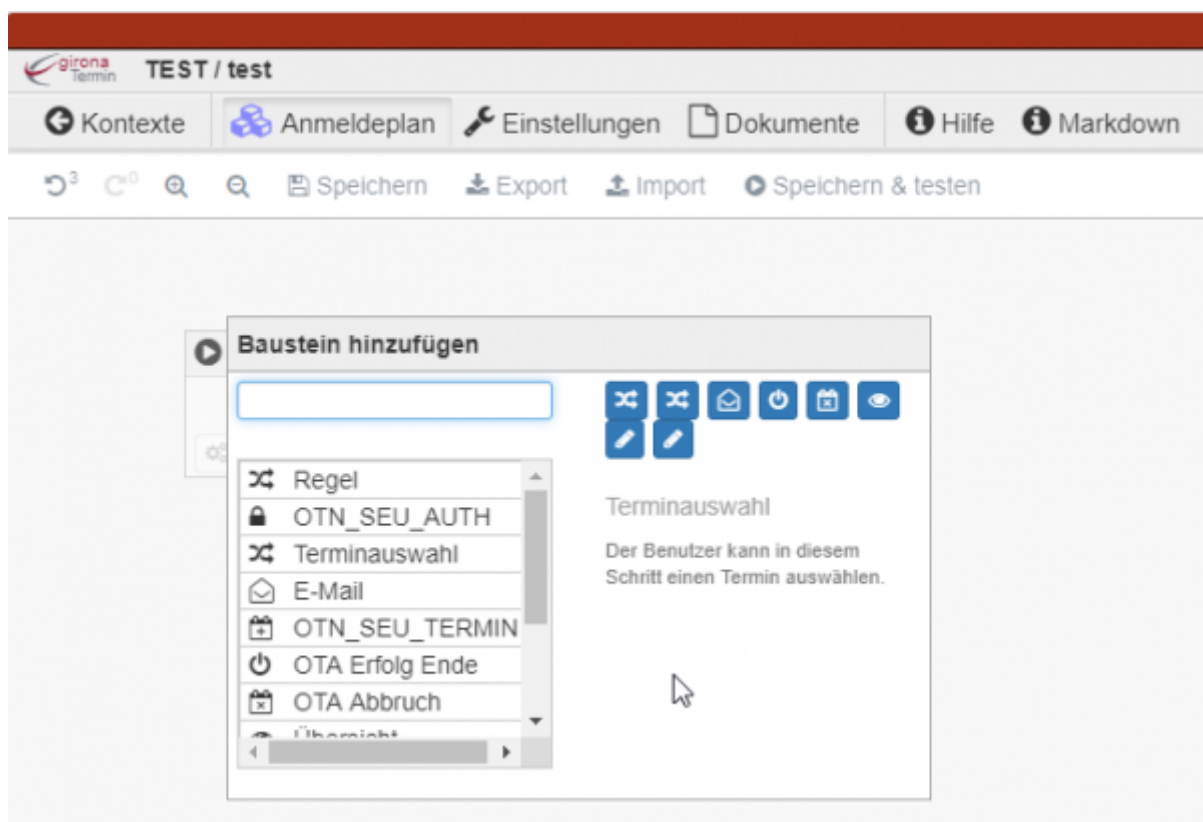 girona
Termin
TEST / test
Kontexte Anmeldeplan Einstellungen Dokumente Hilfe Markdown
3 0 Speichern Export Import Speichern & testen
Baustein hinzufügen
Regel
OTN_SEU_AUTH
Terminauswahl
E-Mail
OTN_SEU_TERMIN
OTA Erfolg Ende
OTA Abbruch
Übersicht
Terminauswahl
Der Benutzer kann in diesem
Schritt einen Termin auswählen.